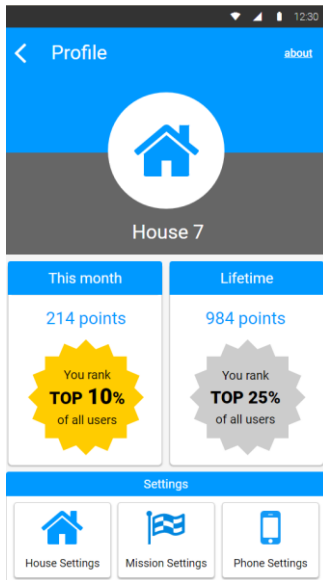 12:30
Profile
about
House 7
This month
Lifetime
214 points
984 points
You rank
TOP 10%
of all users
You rank
TOP 25%
of all users
Settings
House Settings
Mission Settings
Phone Settings